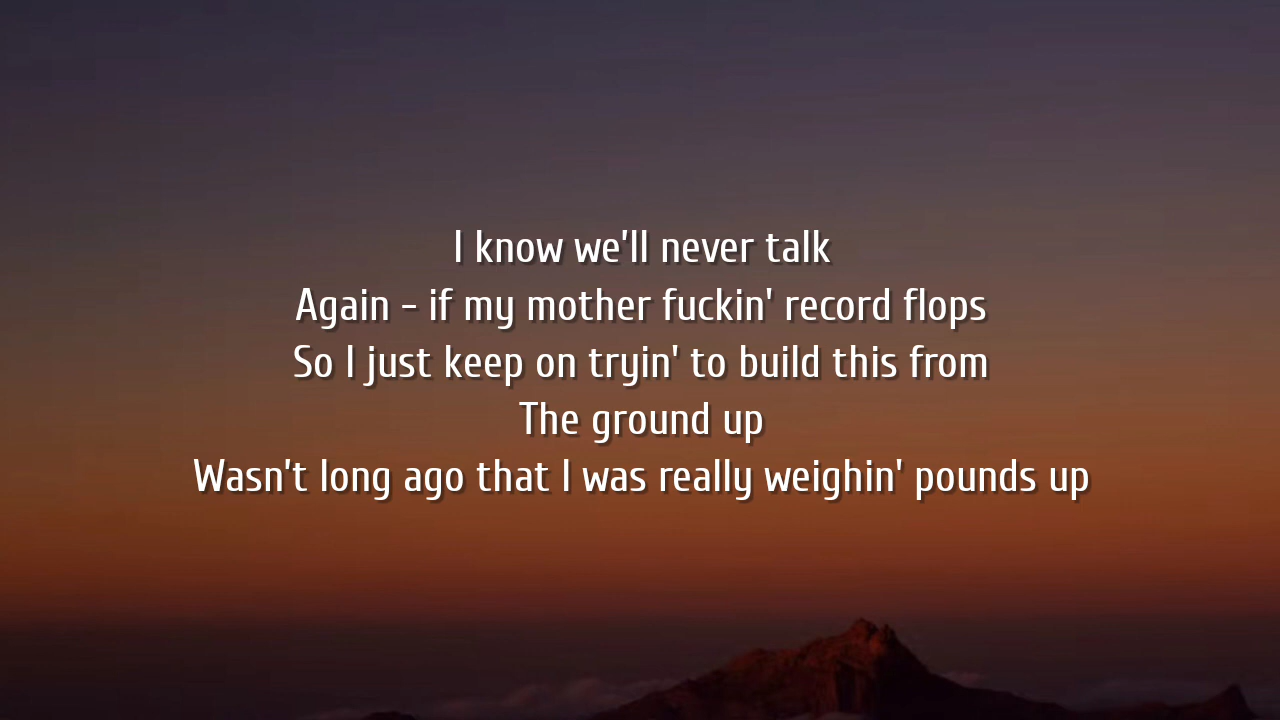 I know we'll never talk
Again - if my mother fuckin' record flops
So I just keep on tryin' to build this from
The ground up
Wasn't long ago that I was really weighin' pounds up